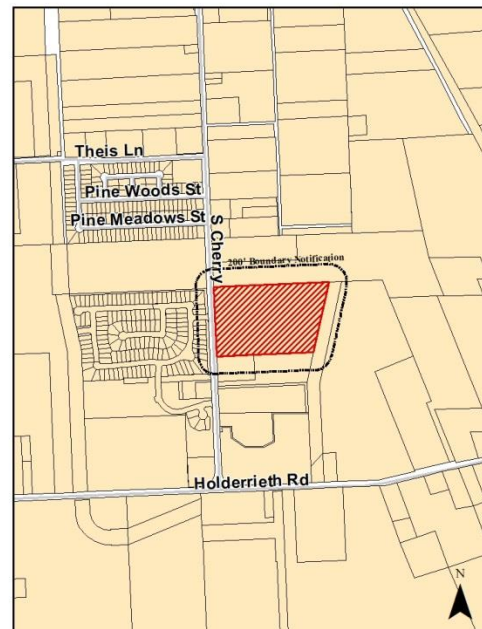 Theis Ln
Pine Woods St
Pine Meadows St
S Cherry
200' Boundary Notification
Holderrieth Rd
N